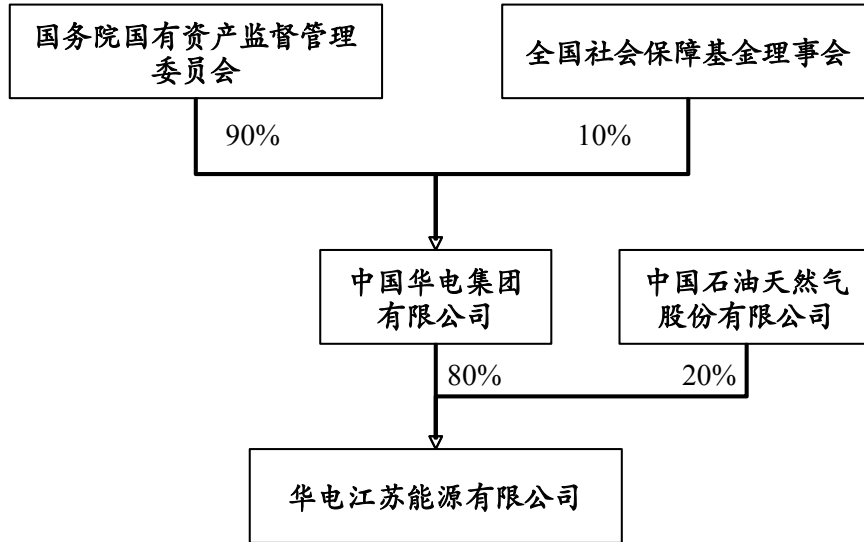 国务院国有资产监督管理
委员会
全国社会保障基金理事会
90%
10%
中国华电集团
有限公司
中国石油天然气
股份有限公司
80%
20%
华电江苏能源有限公司